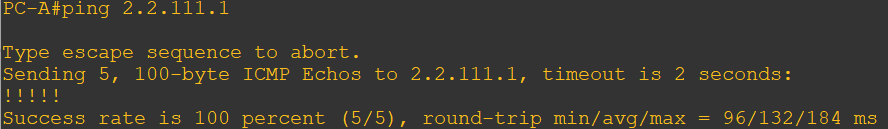 PC-A#ping 2.2.111.1
Type escape sequence to abort.
Sending 5, 100-byte ICMP Echos to 2.2.111.1, timeout is 2 seconds:
!!!!!
Success rate is 100 percent (5/5), round-trip min/avg/max = 96/132/184 ms